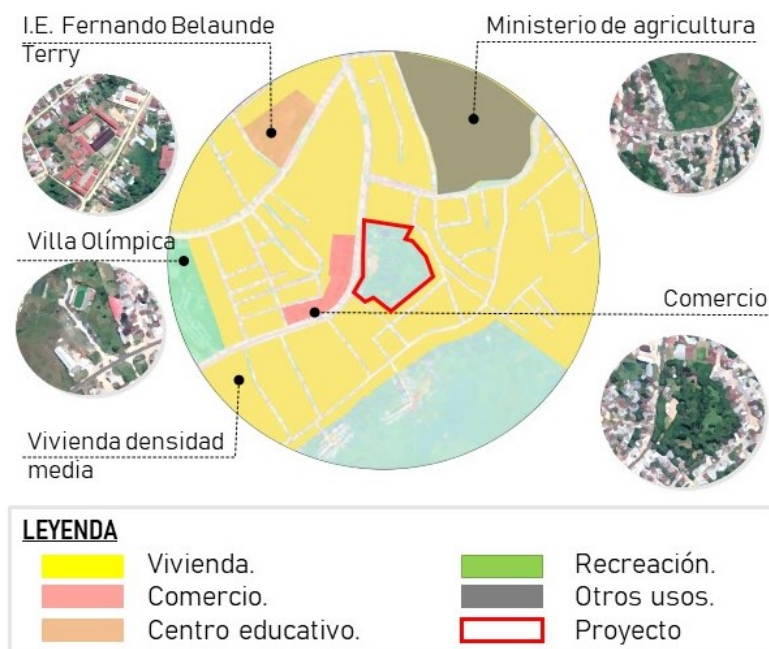 I.E. Fernando Belaunde
Terry
Ministerio de agricultura
Villa Olímpica
Comercio
Vivienda densidad
media
LEYENDA
Vivienda.
Recreación.
Comercio.
Otros usos.
Centro educativo.
Proyecto